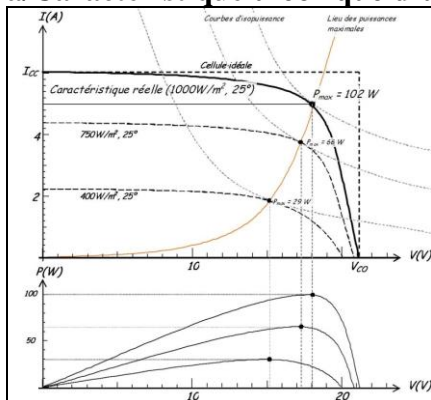 I(A)
Courbes d'isopuissance
Lieu des puissances
maximales
Cellule idéale
Icc
Caractéristique réelle (1000W/m², 25°)
Pmax = 102 W
4
750W/m², 25°
Pmax = 66 W
2
400W/m², 25°
Pmax = 29 W
10
Vco
V(V)
P(W)
100
50
10
20
V(V)